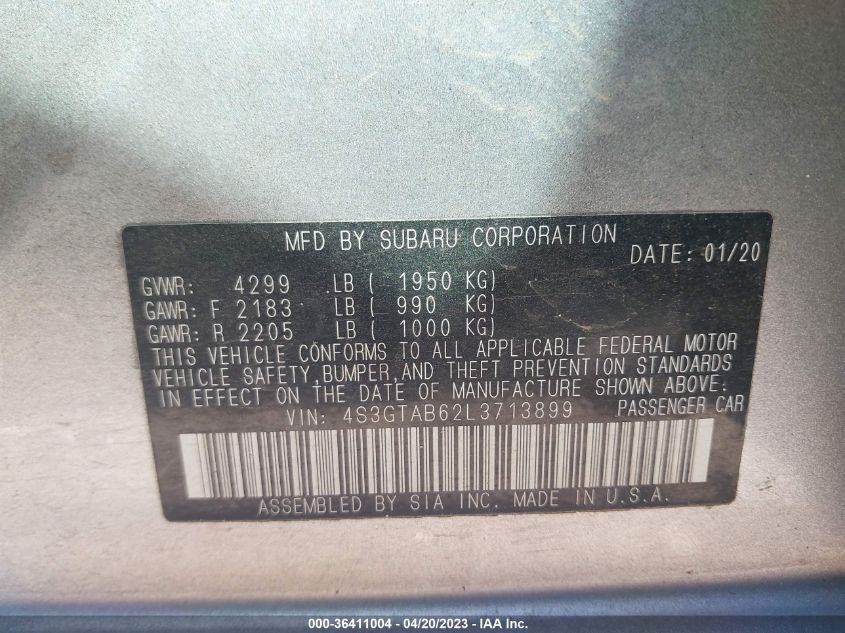 MFD BY SUBARU CORPORATION
DATE: 01/20
GVWR: 4299 LB ( 1950 KG)
GAWR: F 2183 LB ( 990 KG)
GAWR: R 2205 LB ( 1000 KG)
THIS VEHICLE CONFORMS TO ALL APPLICABLE FEDERAL MOTOR
VEHICLE SAFETY, BUMPER, AND THEFT PREVENTION STANDARDS
IN EFFECT ON THE DATE OF MANUFACTURE SHOWN ABOVE.
VIN: 4S3GTAB62L3713899 PASSENGER CAR
ASSEMBLED BY SIA INC. MADE IN U.S.A.
000-36411004 - 04/20/2023 - IAA Inc.